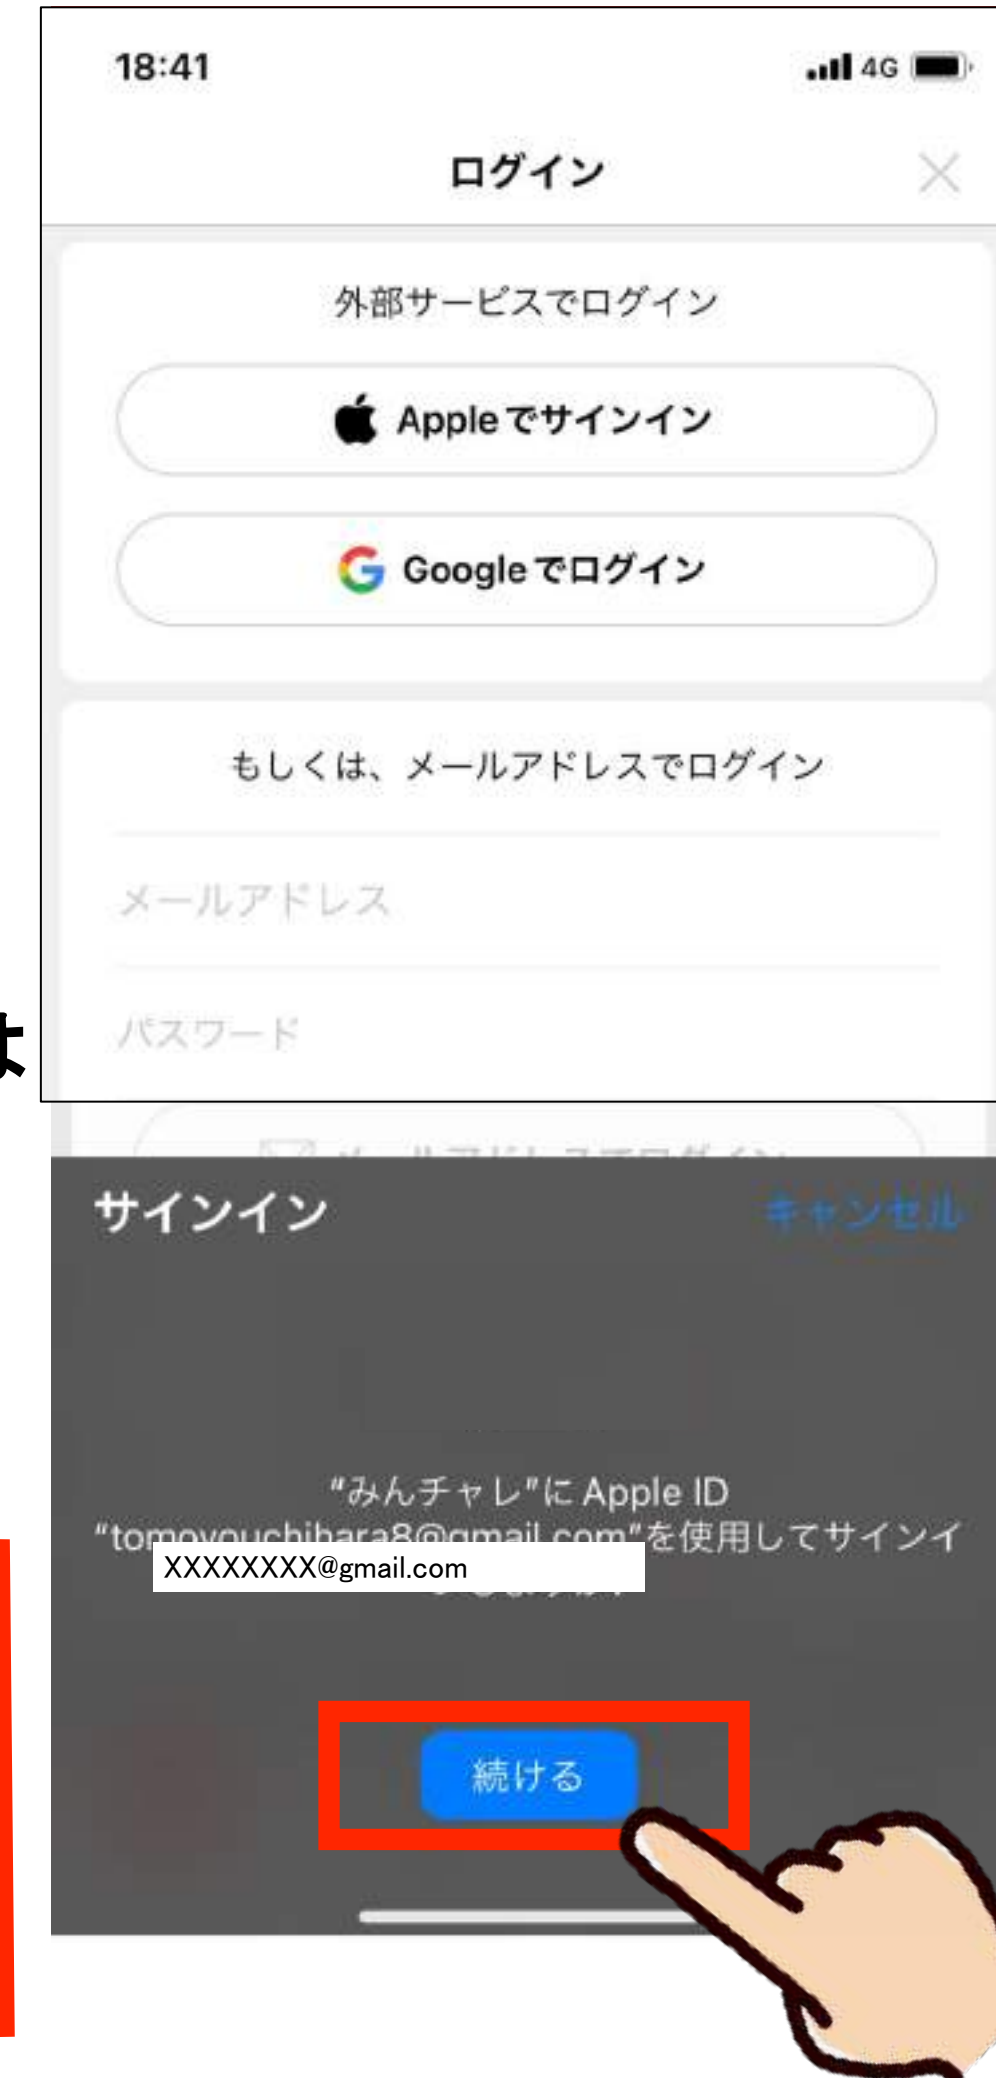 18:41
4G
ログイン
外部サービスでログイン
Appleでサインイン
Googleでログイン
もしくは、メールアドレスでログイン
メールアドレス
パスワード
サインイン
キャンセル
“みんチャレ”に Apple ID
を使用してサインイ
XXXXXXXX@gmail.com
続ける